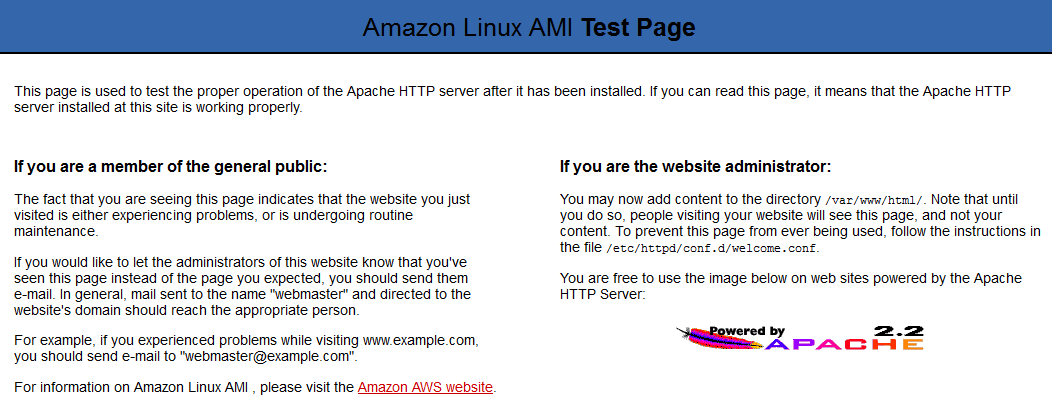 Amazon Linux AMI Test Page
This page is used to test the proper operation of the Apache HTTP server after it has been installed. If you can read this page, it means that the Apache HTTP
server installed at this site is working properly.
If you are a member of the general public:
The fact that you are seeing this page indicates that the website you just
visited is either experiencing problems, or is undergoing routine
maintenance.
If you would like to let the administrators of this website know that you've
seen this page instead of the page you expected, you should send them
e-mail. In general, mail sent to the name "webmaster" and directed to the
website's domain should reach the appropriate person.
For example, if you experienced problems while visiting www.example.com,
you should send e-mail to "webmaster@example.com".
For information on Amazon Linux AMI , please visit the Amazon AWS website.
If you are the website administrator:
You may now add content to the directory /var/www/html/. Note that until
you do so, people visiting your website will see this page, and not your
content. To prevent this page from ever being used, follow the instructions in
the file /etc/httpd/conf.d/welcome.conf.
You are free to use the image below on web sites powered by the Apache
HTTP Server:
Powered by 2.2
APACHE